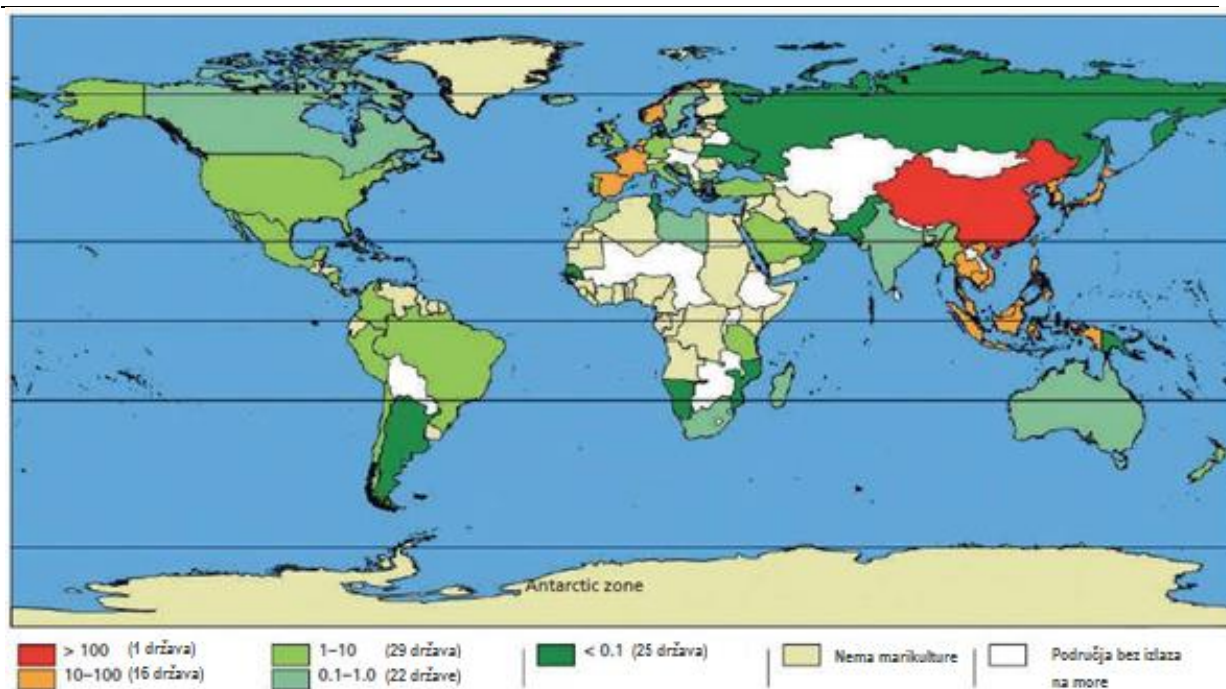 Antarctic zone
> 100 (1 država)
10–100 (16 država)
1–10 (29 država)
0.1–1.0 (22 države)
< 0.1 (25 država)
Nema marikulture
Područja bez izlaza
na more